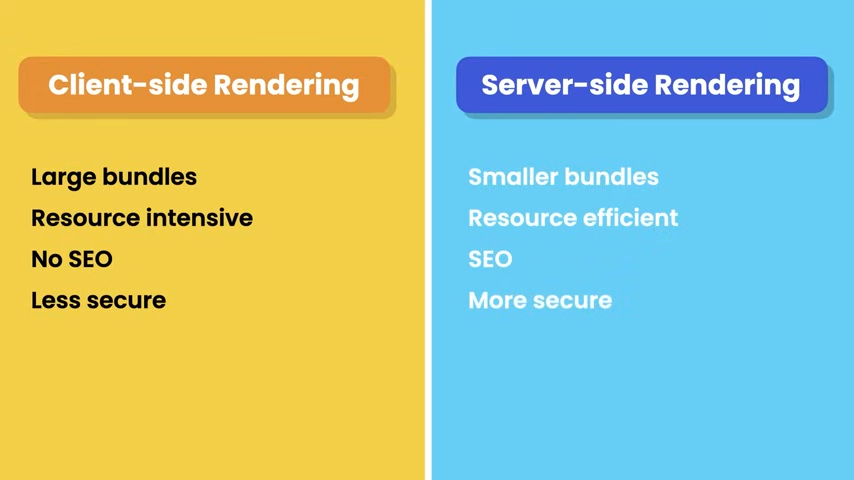 Client-side Rendering
Large bundles
Resource intensive
No SEO
Less secure
Server-side Rendering
Smaller bundles
Resource efficient
SEO
More secure